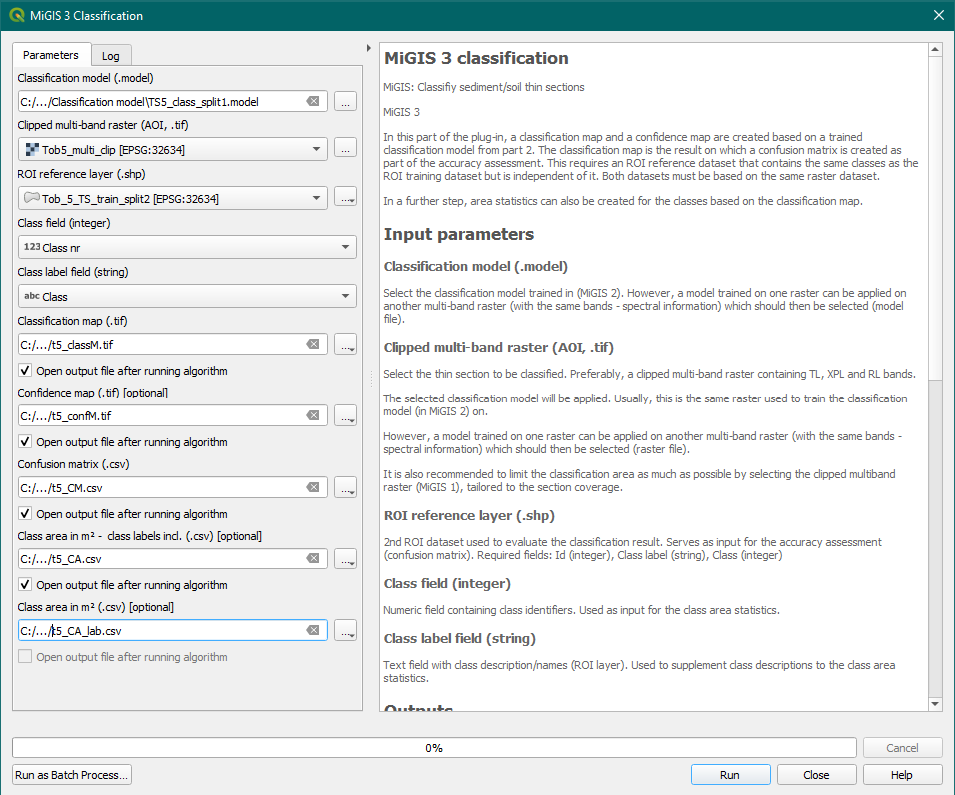 MiGIS 3 Classification
Parameters
Log
Classification model (.model)
C:/.../Classification model\TS5_class_split1.model
...
Clipped multi-band raster (AOI, .tif)
Tob5_multi_clip [EPSG:32634]
...
ROI reference layer (.shp)
Tob_5_TS_train_split2 [EPSG:32634]
...
Class field (integer)
123 Class nr
Class label field (string)
abc Class
Classification map (.tif)
C:/.../t5_classM.tif
...
Open output file after running algorithm
Confidence map (.tif) [optional]
C:/.../t5_confM.tif
...
Open output file after running algorithm
Confusion matrix (.csv)
C:/.../t5_CM.csv
...
Open output file after running algorithm
Class area in m² - class labels incl. (.csv) [optional]
C:/.../t5_CA.csv
...
Open output file after running algorithm
Class area in m² (.csv) [optional]
C:/.../t5_CA_lab.csv
...
Open output file after running algorithm
MiGIS 3 classification
MiGIS: Classifiy sediment/soil thin sections
MiGIS 3
In this part of the plug-in, a classification map and a confidence map are created based on a trained
classification model from part 2. The classification map is the result on which a confusion matrix is created as
part of the accuracy assessment. This requires an ROI reference dataset that contains the same classes as the
ROI training dataset but is independent of it. Both datasets must be based on the same raster dataset.
In a further step, area statistics can also be created for the classes based on the classification map.
Input parameters
Classification model (.model)
Select the classification model trained in (MiGIS 2). However, a model trained on one raster can be applied on
another multi-band raster (with the same bands - spectral information) which should then be selected (model
file).
Clipped multi-band raster (AOI, .tif)
Select the thin section to be classified. Preferably, a clipped multi-band raster containing TL, XPL and RL bands.
The selected classification model will be applied. Usually, this is the same raster used to train the classification
model (in MiGIS 2) on.
However, a model trained on one raster can be applied on another multi-band raster (with the same bands -
spectral information) which should then be selected (raster file).
It is also recommended to limit the classification area as much as possible by selecting the clipped multiband
raster (MiGIS 1), tailored to the section coverage.
ROI reference layer (.shp)
2nd ROI dataset used to evaluate the classification result. Serves as input for the accuracy assessment
(confusion matrix). Required fields: Id (integer), Class label (string), Class (integer)
Class field (integer)
Numeric field containing class identifiers. Used as input for the class area statistics.
Class label field (string)
Text field with class description/names (ROI layer). Used to supplement class descriptions to the class area
statistics.
Outputs
0%
Cancel
Run as Batch Process...
Run
Close
Help